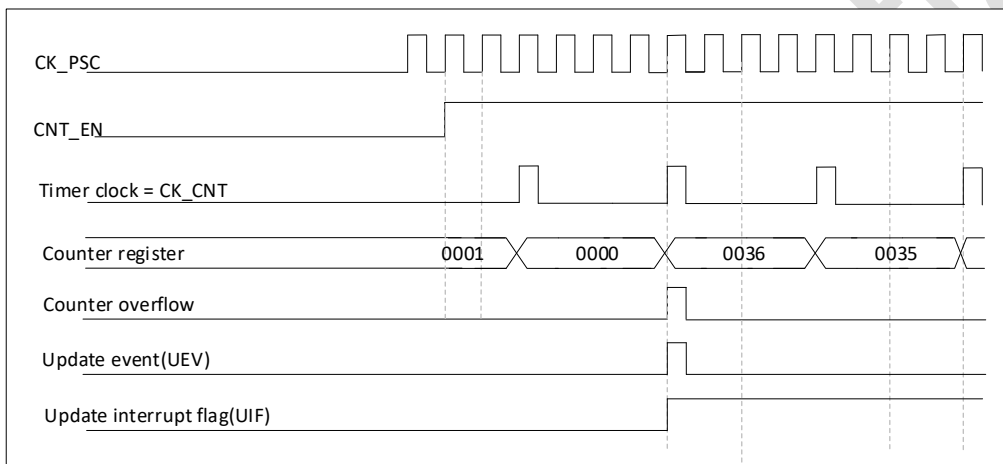 CK_PSC
CNT_EN
Timer clock = CK_CNT
Counter register 0001 0000 0036 0035
Counter overflow
Update event(UEV)
Update interrupt flag(UIF)